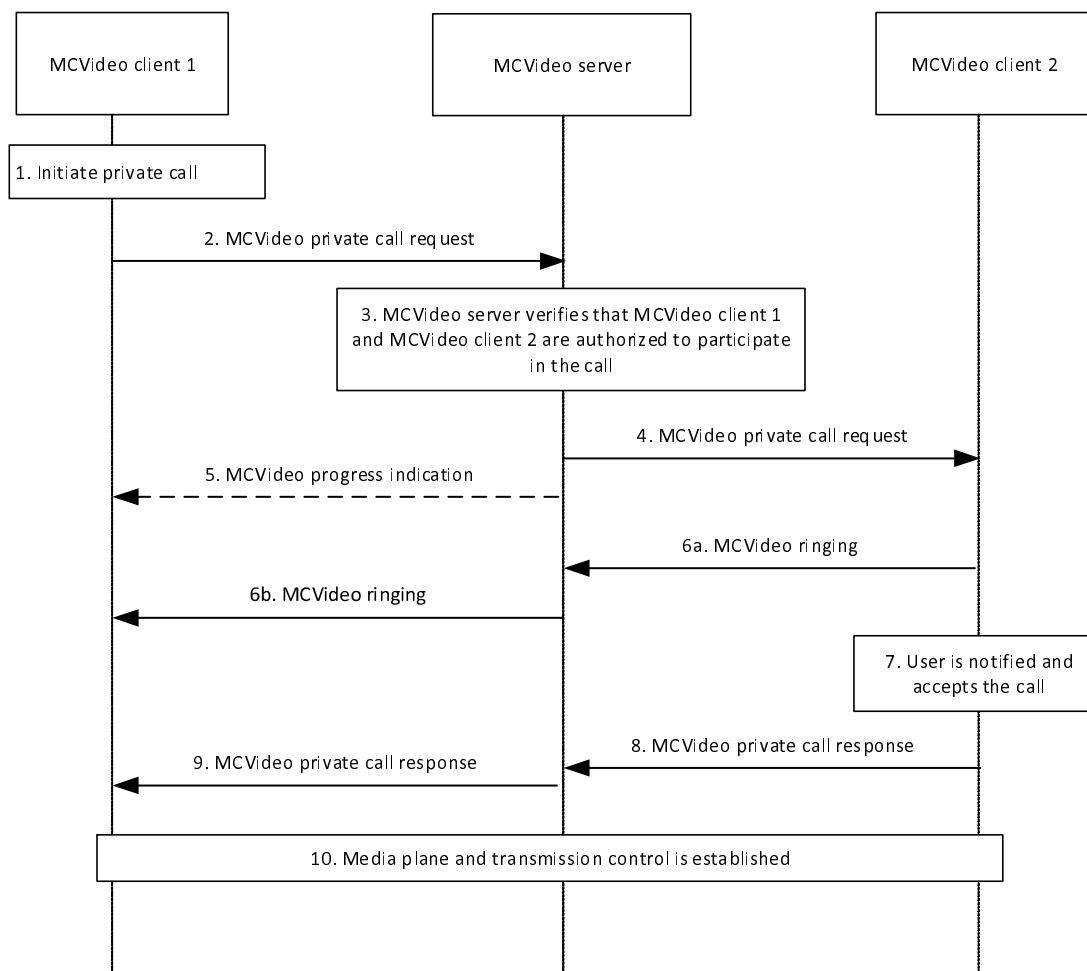 MCVideo client 1
MCVideo server
MCVideo client 2
1. Initiate private call
2. MCVideo private call request
3. MCVideo server verifies that MCVideo client 1
and MCVideo client 2 are authorized to participate
in the call
4. MCVideo private call request
5. MCVideo progress indication
6a. MCVideo ringing
6b. MCVideo ringing
7. User is notified and
accepts the call
8. MCVideo private call response
9. MCVideo private call response
10. Media plane and transmission control is established